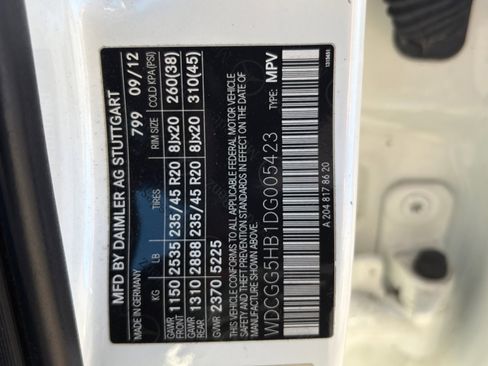 MFD BY DAIMLER AG STUTTGART
MADE IN GERMANY 799 09/12
KG LB TIRES RIM SIZE COLD KPA(PSI)
GAWR FRONT 1150 2535 235/45 R20 8Jx20 260(38)
GAWR REAR 1310 2888 235/45 R20 8Jx20 310(45)
GVWR 2370 5225
THIS VEHICLE CONFORMS TO ALL APPLICABLE FEDERAL MOTOR VEHICLE
SAFETY AND THEFT PREVENTION STANDARDS IN EFFECT ON THE
DATE OF MANUFACTURE SHOWN ABOVE.
WDCGG5HB1DG005423 TYPE: MPV
A 204 817 86 20